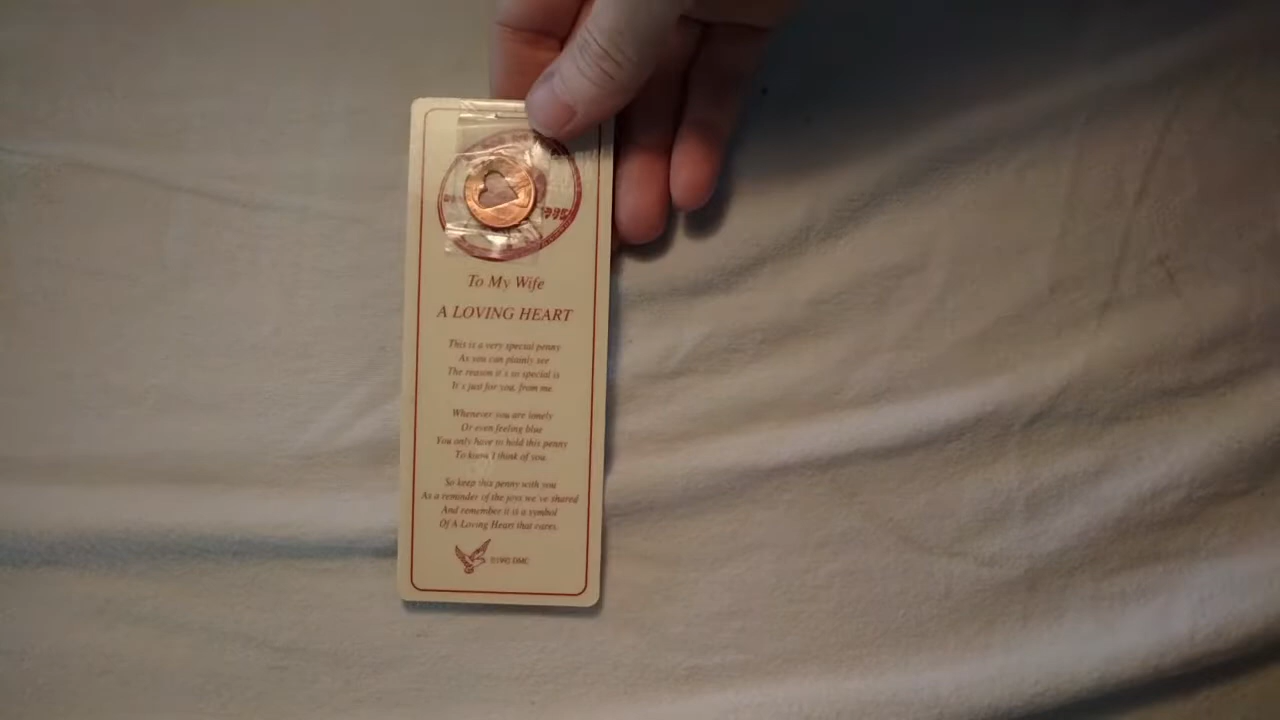 To My Wife
A LOVING HEART
This is a very special penny
As you can plainly see
The reason it's so special is
It's just for you, from me.
Whenever you are lonely
Or even feeling blue
You only have to hold this penny
To know I think of you.
So keep this penny with you
As a reminder of the joys we've shared
And remember it is a symbol
Of A Loving Heart that cares.